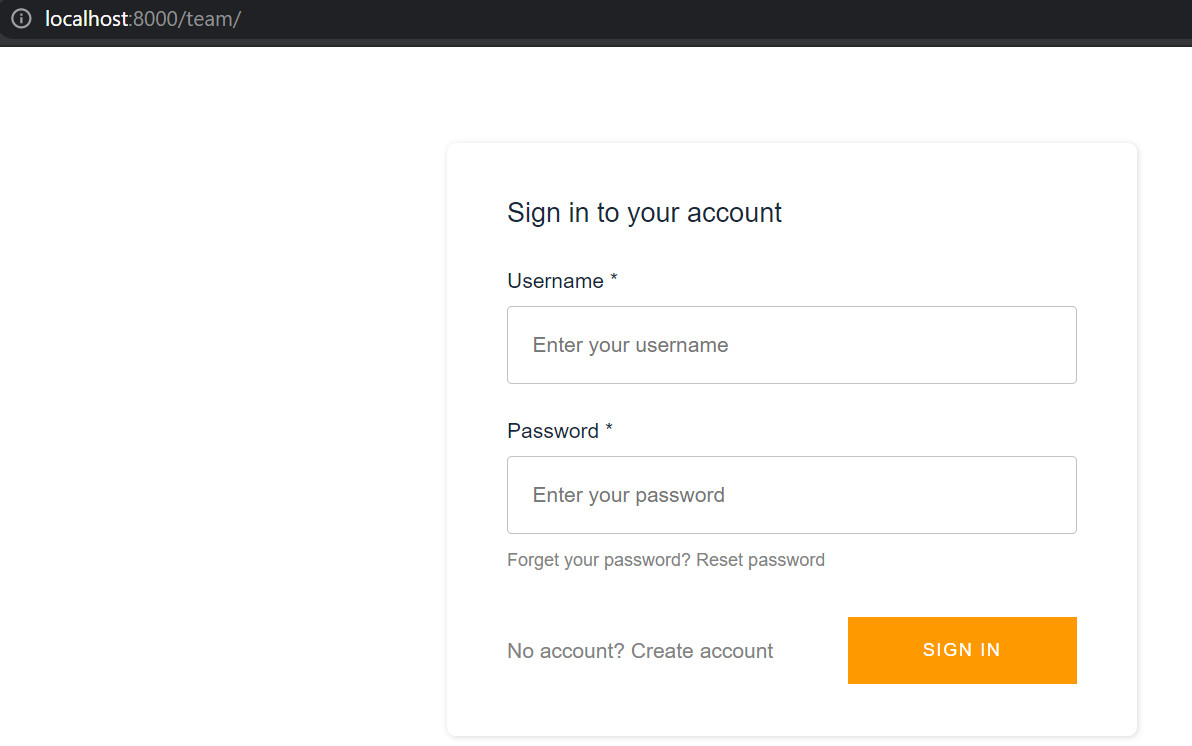 localhost:8000/team/
Sign in to your account
Username *
Enter your username
Password *
Enter your password
Forget your password? Reset password
No account? Create account
SIGN IN